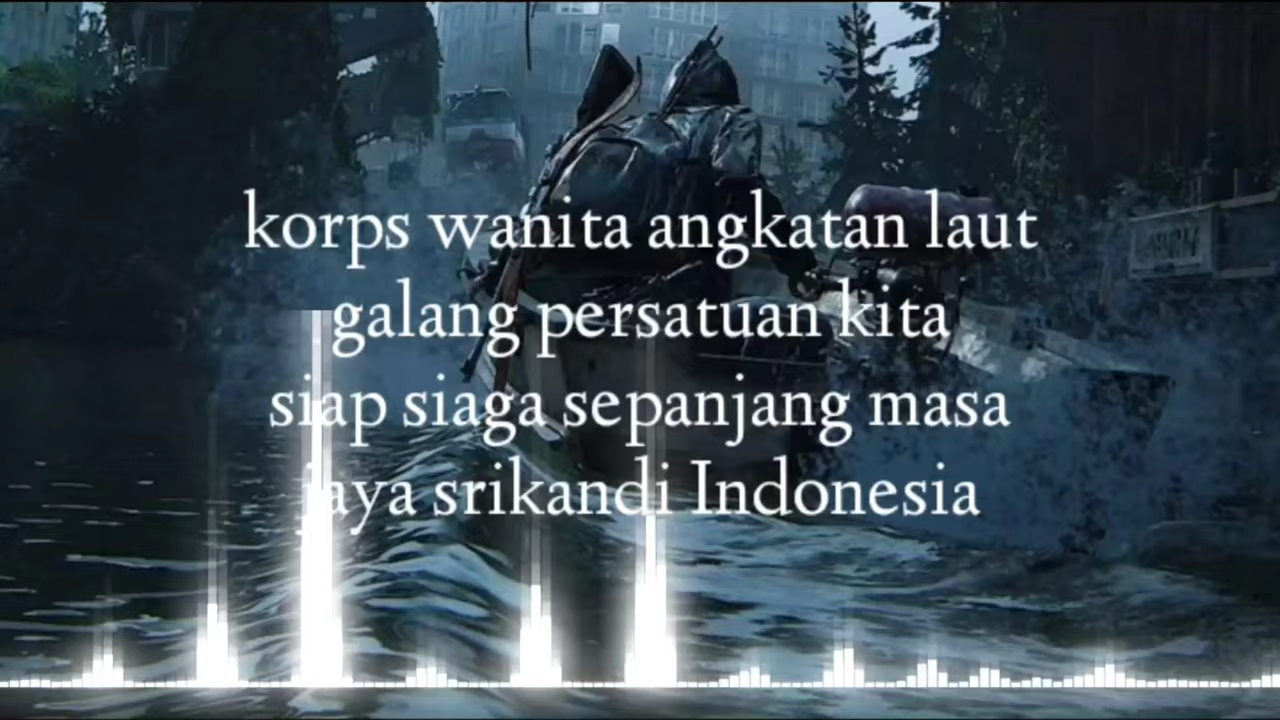 korps wanita angkatan laut
galang persatuan kita
siap siaga sepanjang masa
jaya srikandi Indonesia